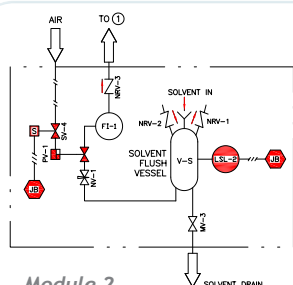 AIR
TO 1
NRV-3
SOLVENT IN
NRV-2
NRV-1
S
SV-4
FI-1
PV-1
SOLVENT
FLUSH
VESSEL
V-S
LSL-2
JB
JB
NV-1
MV-3
Module 2
SOLVENT DRAIN